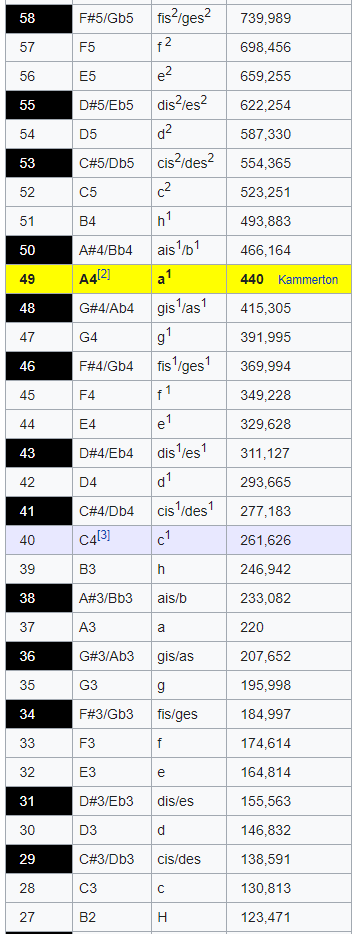 58 F#5/Gb5 fis²/ges² 739,989
57 F5 f ² 698,456
56 E5 e² 659,255
55 D#5/Eb5 dis²/es² 622,254
54 D5 d² 587,330
53 C#5/Db5 cis²/des² 554,365
52 C5 c² 523,251
51 B4 h¹ 493,883
50 A#4/Bb4 ais¹/b¹ 466,164
49 A4[2] a¹ 440 Kammerton
48 G#4/Ab4 gis¹/as¹ 415,305
47 G4 g¹ 391,995
46 F#4/Gb4 fis¹/ges¹ 369,994
45 F4 f ¹ 349,228
44 E4 e¹ 329,628
43 D#4/Eb4 dis¹/es¹ 311,127
42 D4 d¹ 293,665
41 C#4/Db4 cis¹/des¹ 277,183
40 C4[3] c¹ 261,626
39 B3 h 246,942
38 A#3/Bb3 ais/b 233,082
37 A3 a 220
36 G#3/Ab3 gis/as 207,652
35 G3 g 195,998
34 F#3/Gb3 fis/ges 184,997
33 F3 f 174,614
32 E3 e 164,814
31 D#3/Eb3 dis/es 155,563
30 D3 d 146,832
29 C#3/Db3 cis/des 138,591
28 C3 c 130,813
27 B2 H 123,471